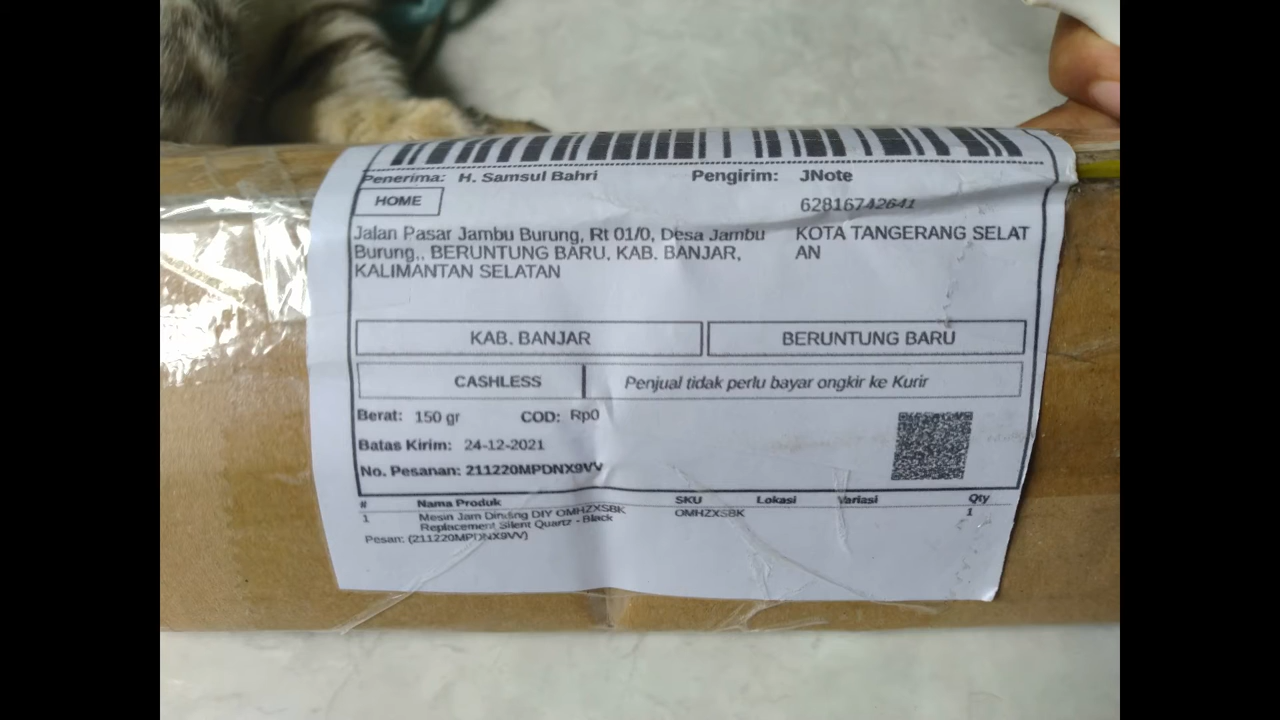 Penerima: H. Samsul Bahri Pengirim: JNote
HOME 62816742641
Jalan Pasar Jambu Burung, Rt 01/0, Desa Jambu KOTA TANGERANG SELAT
Burung,, BERUNTUNG BARU, KAB. BANJAR, AN
KALIMANTAN SELATAN
KAB. BANJAR BERUNTUNG BARU
CASHLESS Penjual tidak perlu bayar ongkir ke Kurir
Berat: 150 gr COD: Rp0
Batas Kirim: 24-12-2021
No. Pesanan: 211220MPDNX9VV
# Nama Produk SKU Lokasi Variasi Qty
1 Mesin Jam Dinding DIY OMHZXSBK OMHZXSBK 1
Replacement Silent Quartz - Black
Pesan: (211220MPDNX9VV)